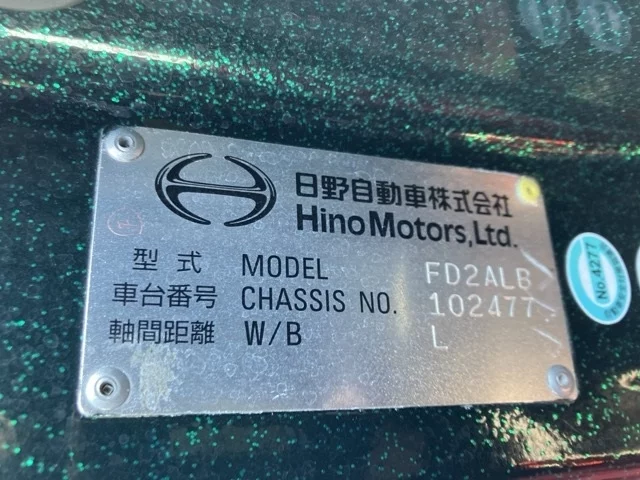 日野自動車株式会社
Hino Motors, Ltd.
型式 MODEL FD2ALB
車台番号 CHASSIS NO. 102477
軸間距離 W/B L
No.4277